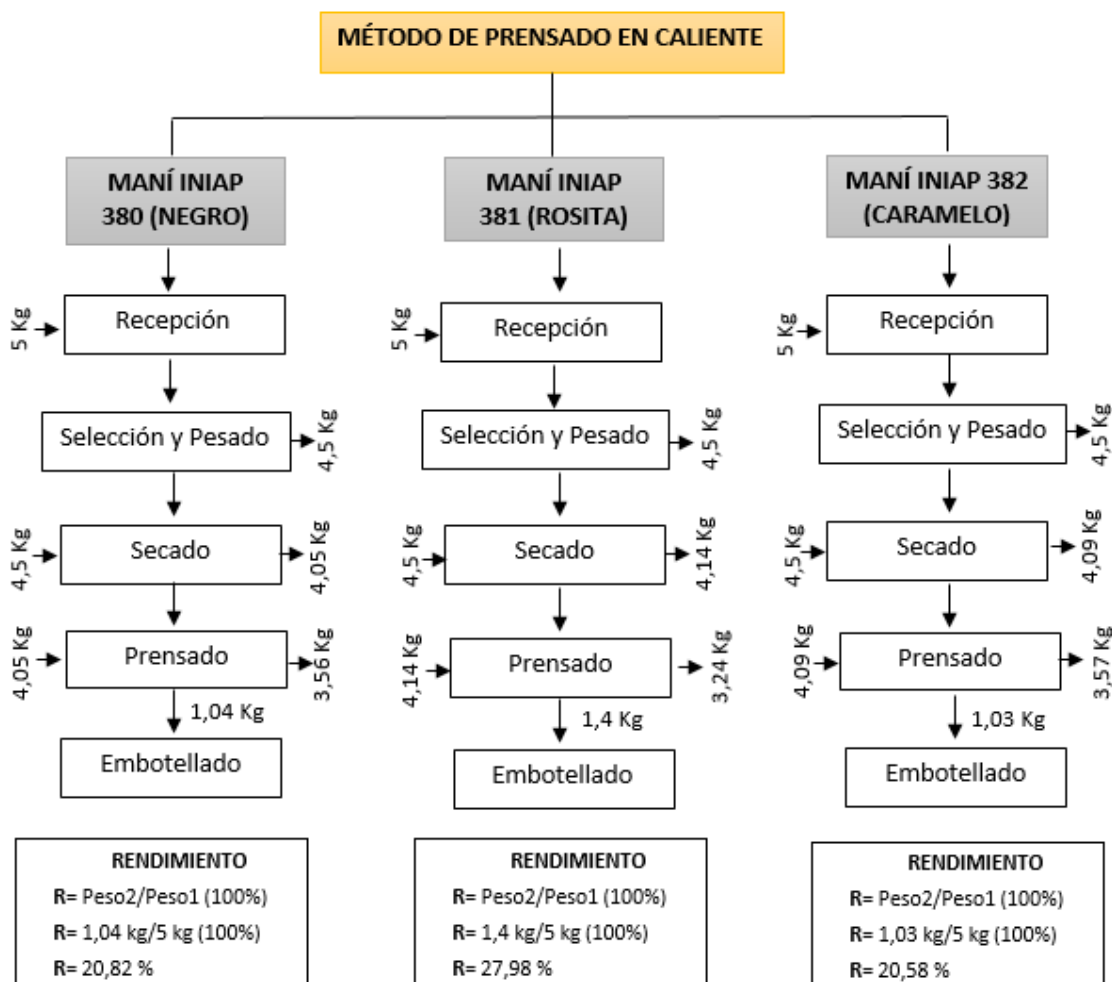 MÉTODO DE PRENSADO EN CALIENTE
MANÍ INIAP
380 (NEGRO)
5 Kg
Recepción
Selección y Pesado
4,5 Kg
4,5 Kg
Secado
4,05 Kg
4,05 Kg
Prensado
3,56 Kg
1,04 Kg
Embotellado
RENDIMIENTO
R= Peso2/Peso1 (100%)
R= 1,04 kg/5 kg (100%)
R= 20,82 %
MANÍ INIAP
381 (ROSITA)
5 Kg
Recepción
Selección y Pesado
4,5 Kg
4,5 Kg
Secado
4,14 Kg
4,14 Kg
Prensado
3,24 Kg
1,4 Kg
Embotellado
RENDIMIENTO
R= Peso2/Peso1 (100%)
R= 1,4 kg/5 kg (100%)
R= 27,98 %
MANÍ INIAP 382
(CARAMELO)
5 Kg
Recepción
Selección y Pesado
4,5 Kg
4,5 Kg
Secado
4,09 Kg
4,09 Kg
Prensado
3,57 Kg
1,03 Kg
Embotellado
RENDIMIENTO
R= Peso2/Peso1 (100%)
R= 1,03 kg/5 kg (100%)
R= 20,58 %